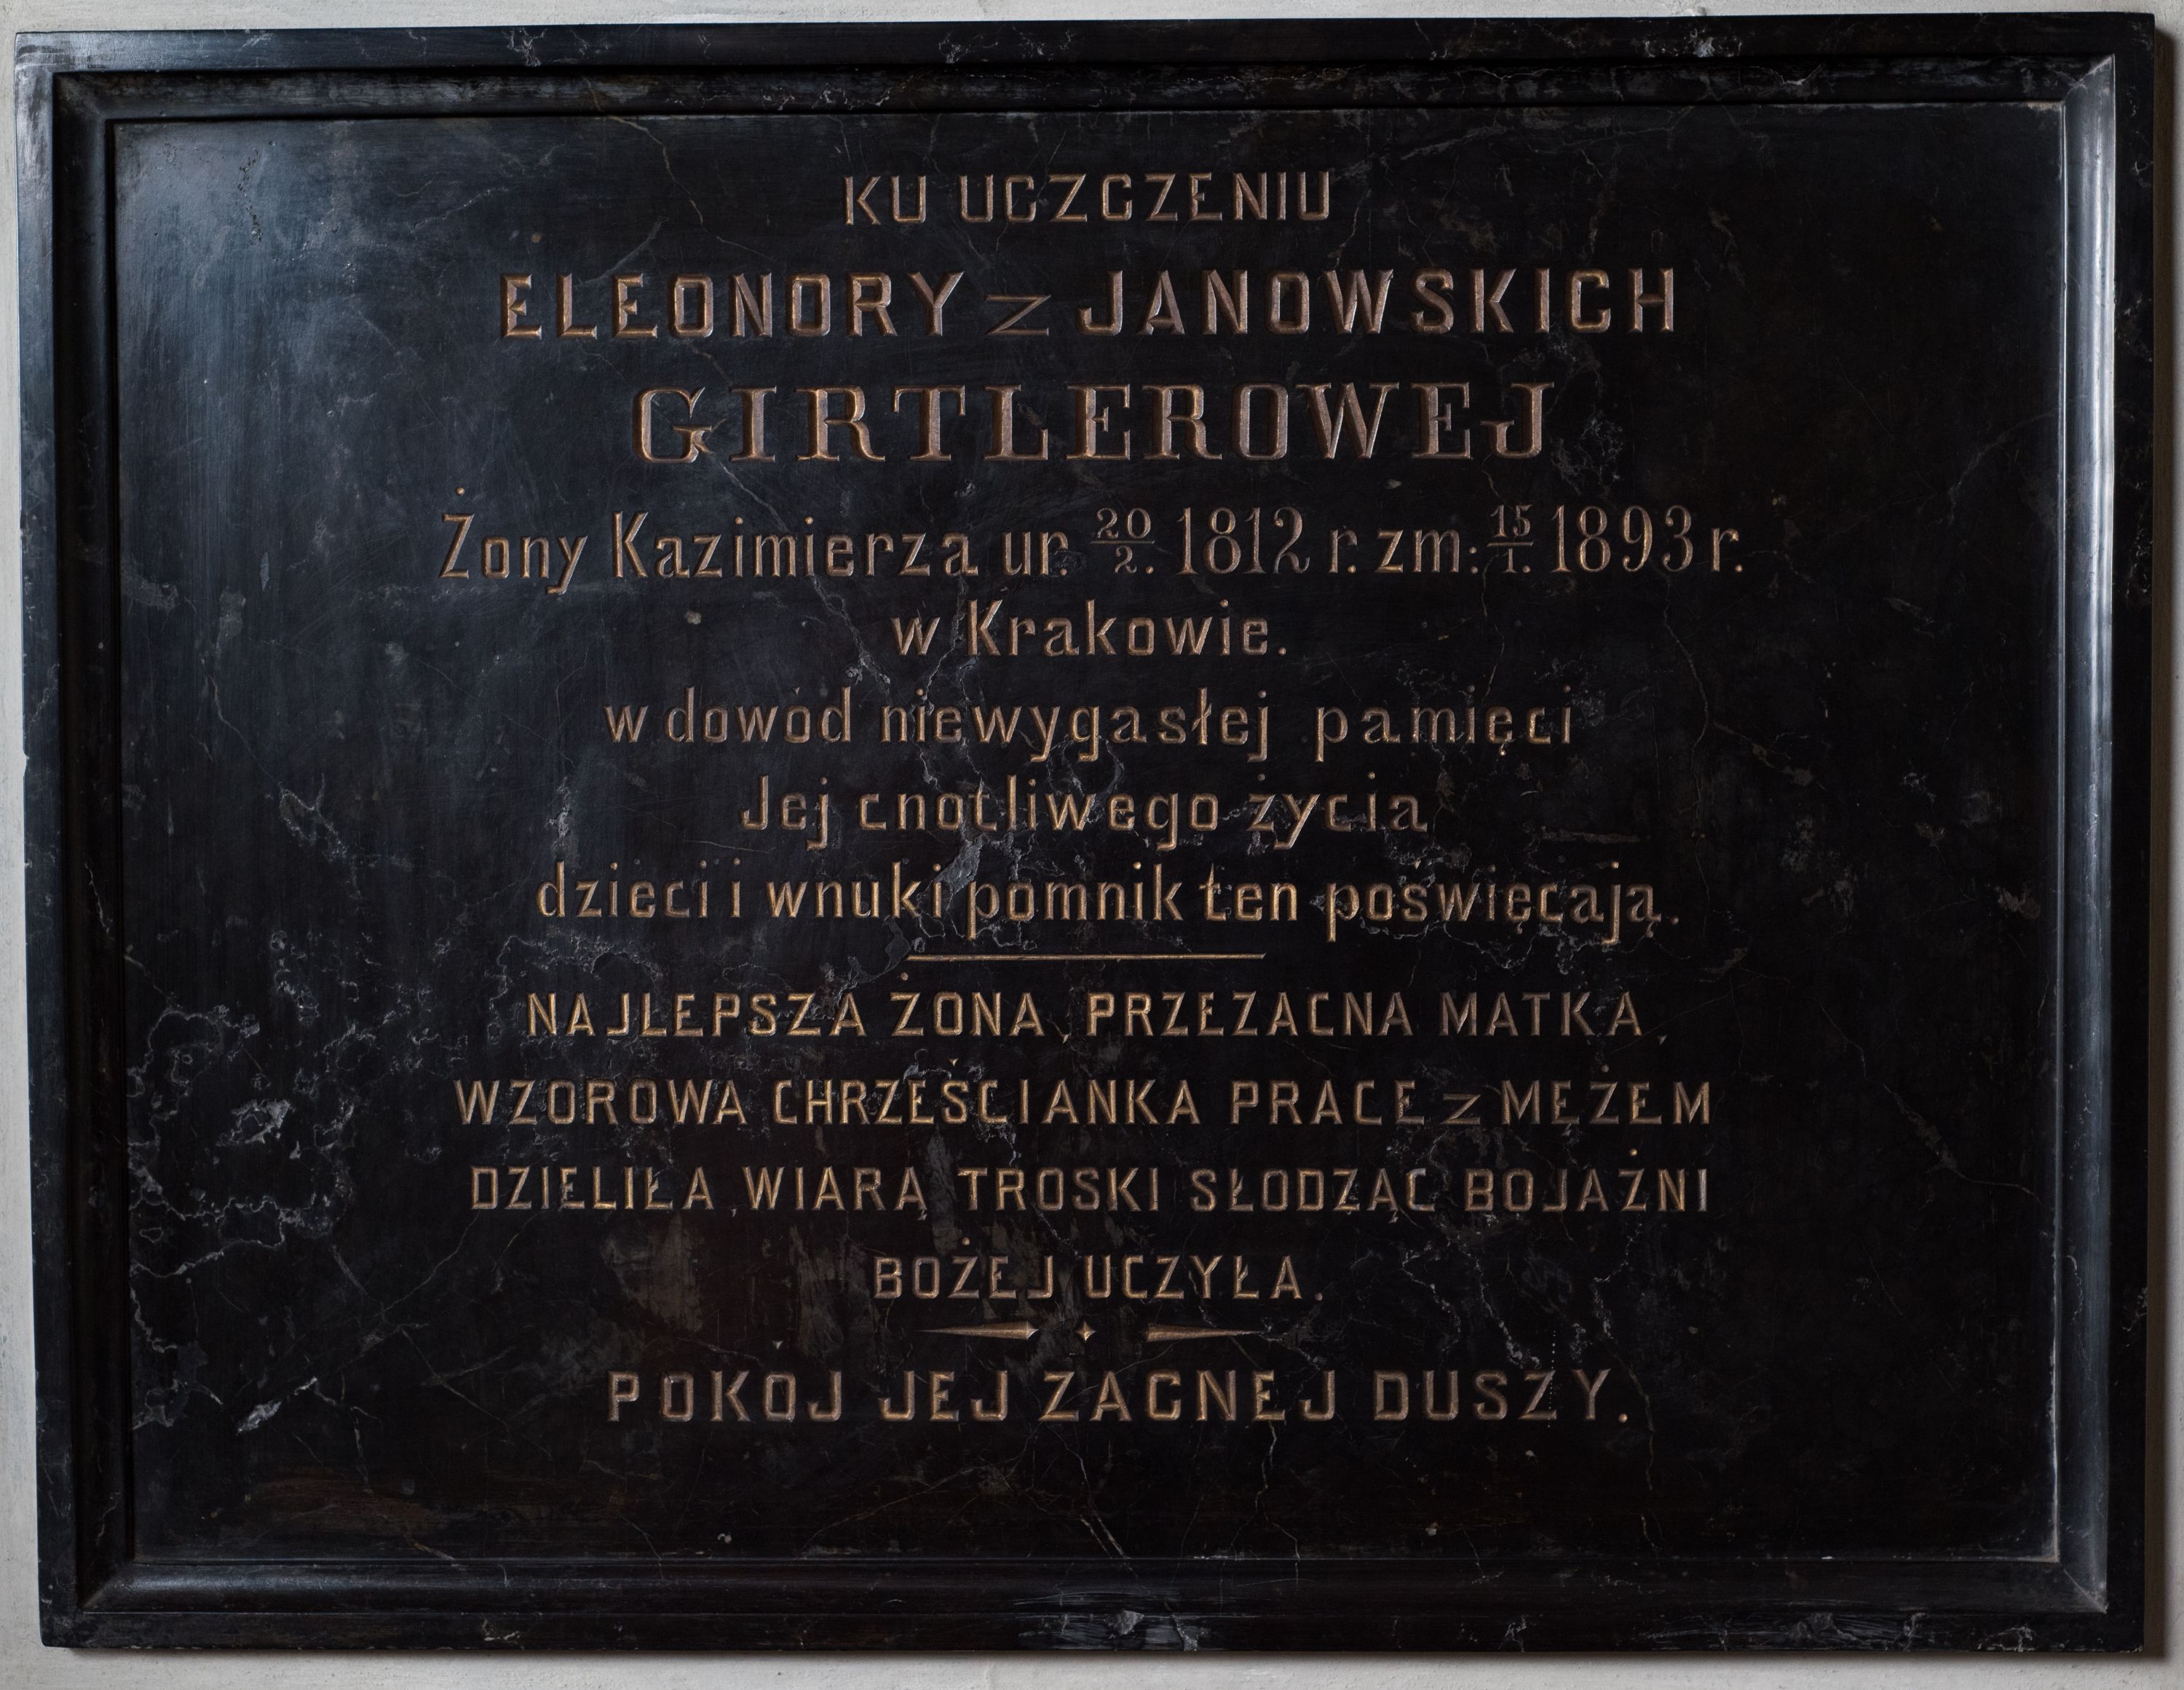 KU UCZCZENIU
ELEONORY z JANOWSKICH
GIRTLEROWEJ
Żony Kazimierza ur. 20/2. 1812 r. zm: 15/1. 1893 r.
w Krakowie.
w dowód niewygasłej pamięci
Jej cnotliwego życia
dzieci i wnuki pomnik ten poświęcają.
NAJLEPSZA ŻONA, PRZEZACNA MATKA,
WZOROWA CHRZEŚCIANKA PRACE z MĘŻEM
DZIELIŁA, WIARĄ TROSKI SŁODZĄC BOJAŹNI
BOŻEJ UCZYŁA.
POKÓJ JEJ ZACNEJ DUSZY.